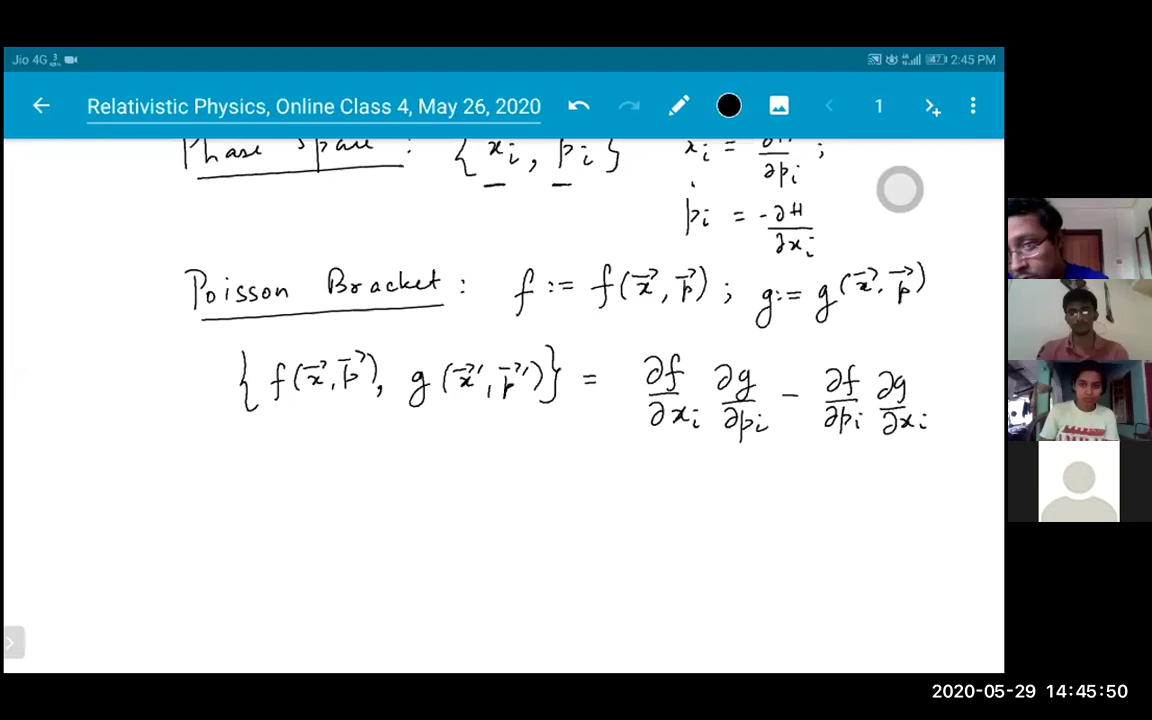 Jio 4G 2:45 PM
Relativistic Physics, Online Class 4, May 26, 2020 1
Phase Space : { xᵢ, pᵢ } ẋᵢ = ∂H/∂pᵢ ;
ṗᵢ = -∂H/∂xᵢ
Poisson Bracket : f := f(x⃗, p⃗) ; g := g(x⃗, p⃗)
{ f(x⃗, p⃗), g(x⃗', p⃗') } = ∂f/∂xᵢ ∂g/∂pᵢ - ∂f/∂pᵢ ∂g/∂xᵢ
2020-05-29 14:45:50